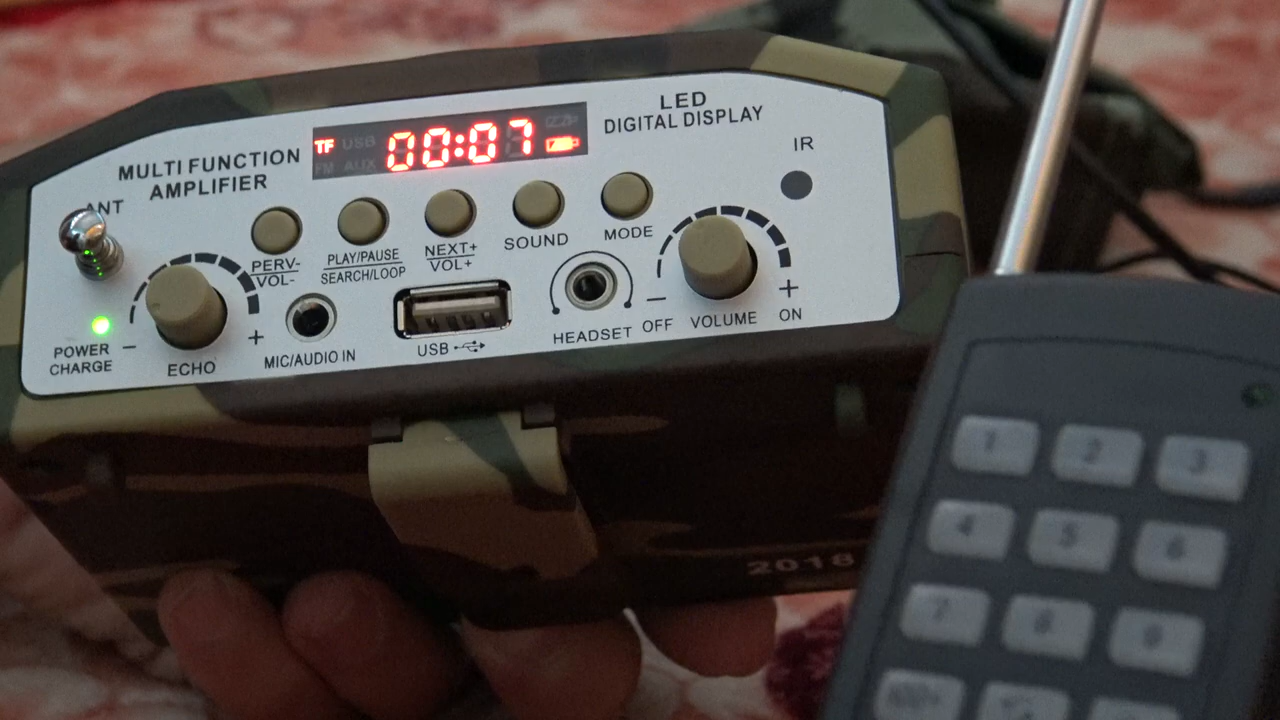 LED
DIGITAL DISPLAY
MULTI FUNCTION
AMPLIFIER
TF USB
FM AUX
00:07
IR
ANT
PERV-
VOL-
PLAY/PAUSE
SEARCH/LOOP
NEXT+
VOL+
SOUND
MODE
POWER
CHARGE
- ECHO +
MIC/AUDIO IN
USB
HEADSET
- +
OFF VOLUME ON
2018
1 2 3
4 5 6
7 8 9